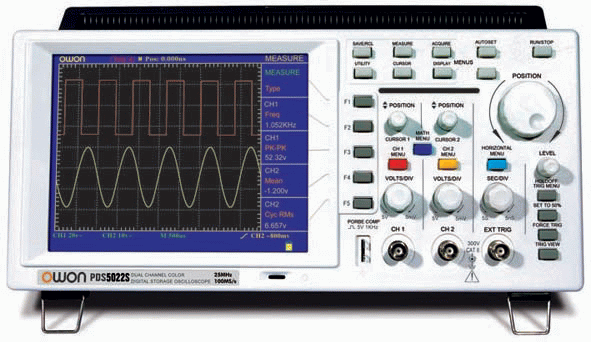 OWON
M Pos: 0.000ns
MEASURE
MEASURE
Type
CH1
Freq
1.052KHz
CH1
PK-PK
52.32v
CH2
Mean
-1.200v
CH2
Cyc RMs
6.657v
CH1 20v~
CH2 10v~
M 500us
CH2 -800mv
F1
F2
F3
F4
F5
SAVE/RCL
MEASURE
ACQUIRE
AUTOSET
RUN/STOP
UTILITY
CURSOR
DISPLAY
MENUS
POSITION
POSITION
POSITION
CURSOR 1
MATH MENU
CURSOR 2
CH 1 MENU
CH 2 MENU
HORIZONTAL MENU
LEVEL
VOLTS/DIV
VOLTS/DIV
SEC/DIV
HOLDOFF
TRIG MENU
5V
5V
5S
SET TO 50%
FORCE TRIG
TRIG VIEW
PORBE COMP
5V 1KHz
CH 1
CH 2
EXT TRIG
300V
CAT II
OWON PDS5022S
DUAL CHANNEL COLOR
DIGITAL STORAGE OSCILLOSCOPE
25MHz
100MS/s